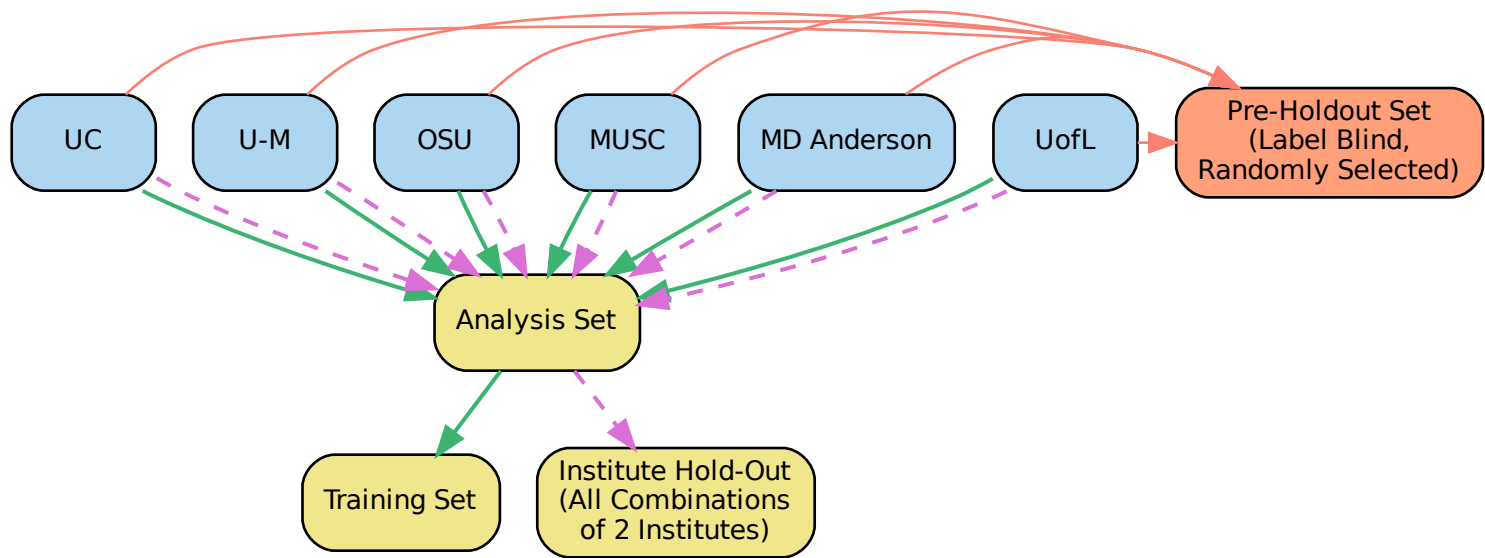 UC
U-M
OSU
MUSC
MD Anderson
UofL
Pre-Holdout Set
(Label Blind,
Randomly Selected)
Analysis Set
Training Set
Institute Hold-Out
(All Combinations
of 2 Institutes)